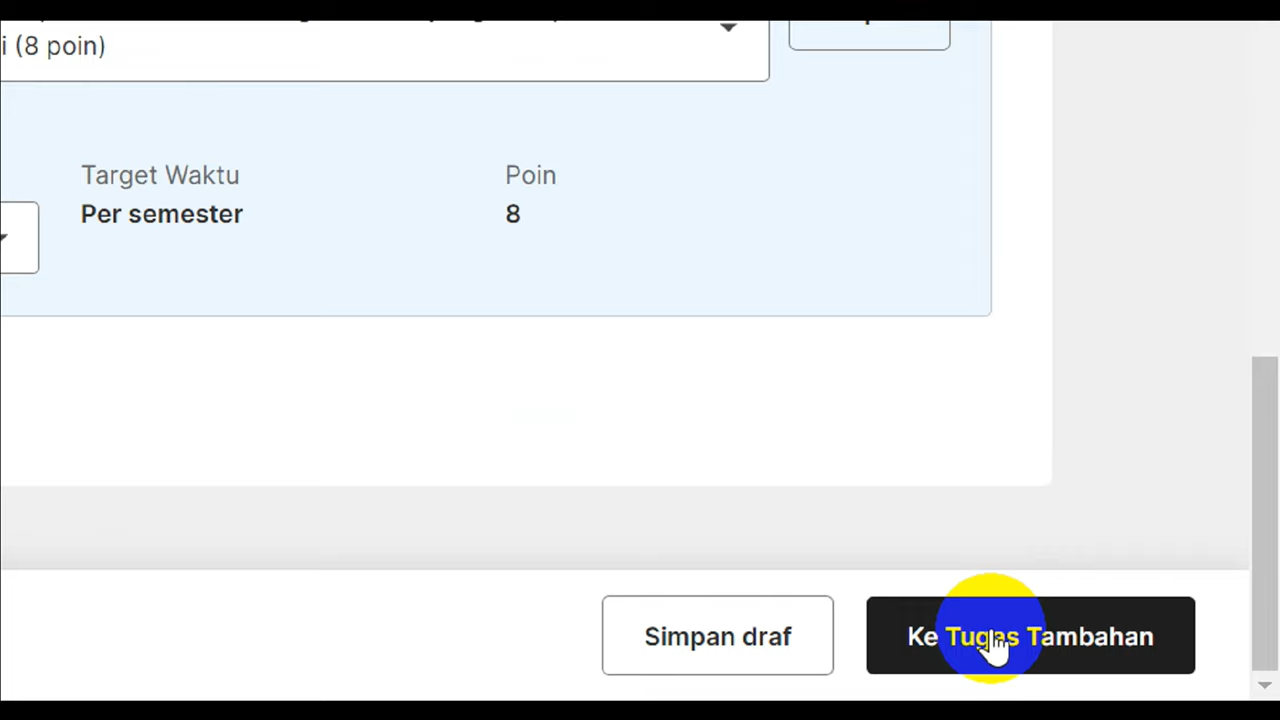 i (8 poin)
Target Waktu
Poin
Per semester
8
Simpan draf
Ke Tugas Tambahan